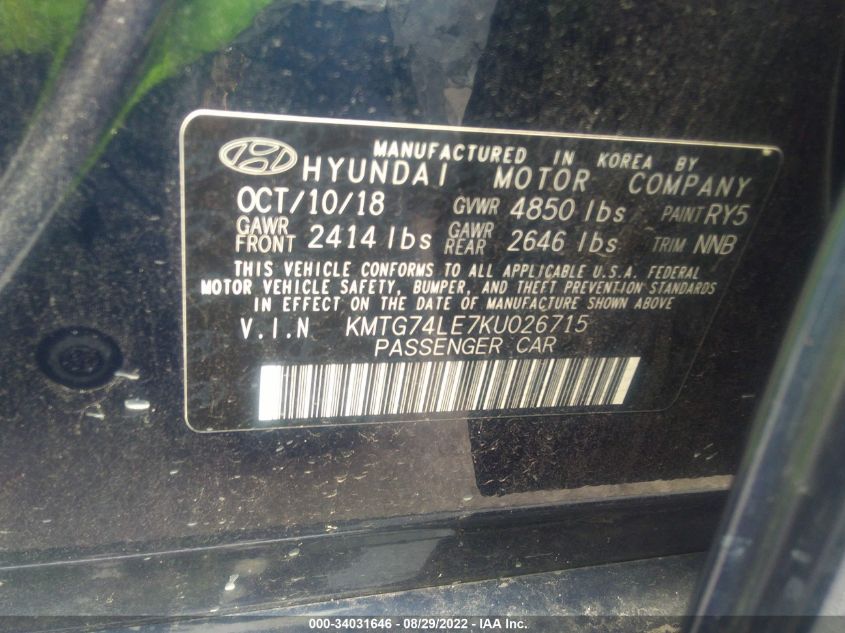 MANUFACTURED IN KOREA BY
HYUNDAI MOTOR COMPANY
OCT/10/18 GVWR 4850 lbs PAINT RY5
GAWR FRONT 2414 lbs GAWR REAR 2646 lbs TRIM NNB
THIS VEHICLE CONFORMS TO ALL APPLICABLE U.S.A. FEDERAL
MOTOR VEHICLE SAFETY, BUMPER, AND THEFT PREVENTION STANDARDS
IN EFFECT ON THE DATE OF MANUFACTURE SHOWN ABOVE
V.I.N KMTG74LE7KU026715
PASSENGER CAR
000-34031646 - 08/29/2022 - IAA Inc.